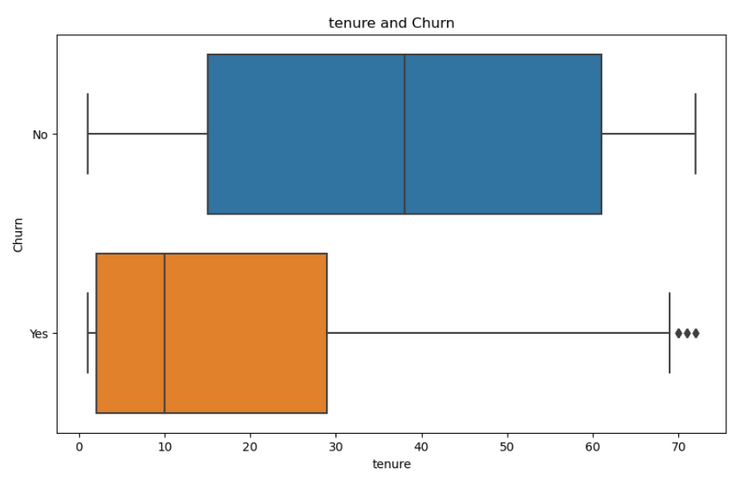 tenure and Churn
No
Yes
Churn
0 10 20 30 40 50 60 70
tenure